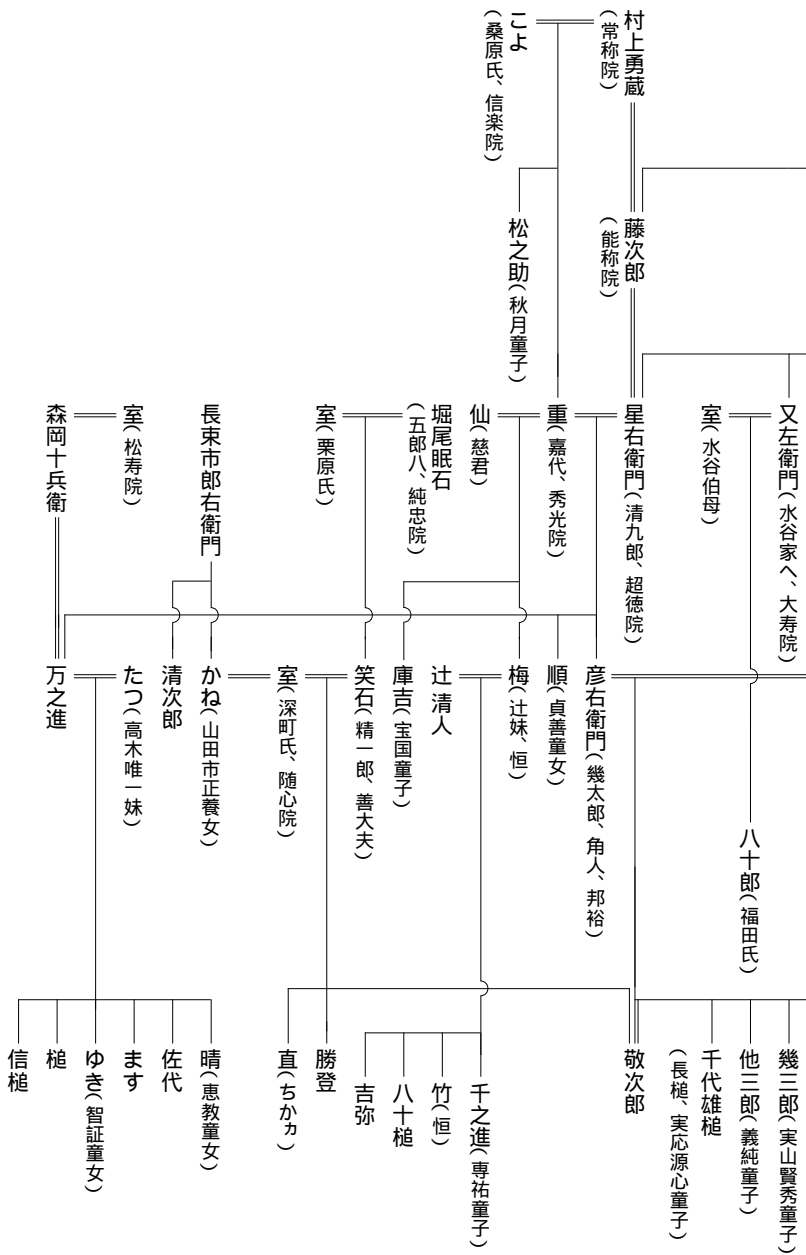 村上勇蔵
(常称院)
こよ
(桑原氏、信楽院)
藤次郎
(能称院)
松之助(秋月童子)
又左衛門(水谷家へ、大寿院)
室(水谷伯母)
星右衛門(清九郎、超徳院)
重(嘉代、秀光院)
仙(慈君)
堀尾眠石
(五郎八、純忠院)
室(栗原氏)
長束市郎右衛門
室(松寿院)
森岡十兵衛
八十郎(福田氏)
彦右衛門(幾太郎、角人、邦裕)
順(貞善童女)
梅(辻妹、恒)
辻清人
庫吉(宝国童子)
笑石(精一郎、善大夫)
室(深町氏、随心院)
かね(山田市正養女)
清次郎
たつ(高木唯一妹)
万之進
幾三郎(実山賢秀童子)
他三郎(義純童子)
千代雄槌
(長槌、実応源心童子)
敬次郎
千之進(専祐童子)
竹(恒)
八十槌
吉弥
勝登
直(ちかカ)
晴(恵教童女)
佐代
ます
ゆき(智証童女)
槌
信槌